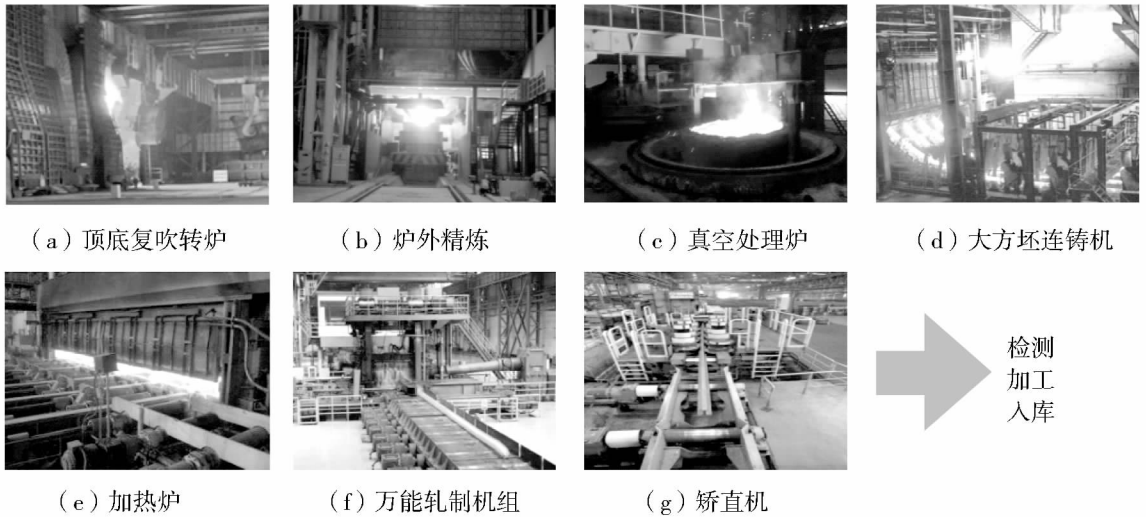 (a)顶底复吹转炉
(b)炉外精炼
(c)真空处理炉
(d)大方坯连铸机
(e)加热炉
(f)万能轧制机组
(g)矫直机
检测
加工
入库